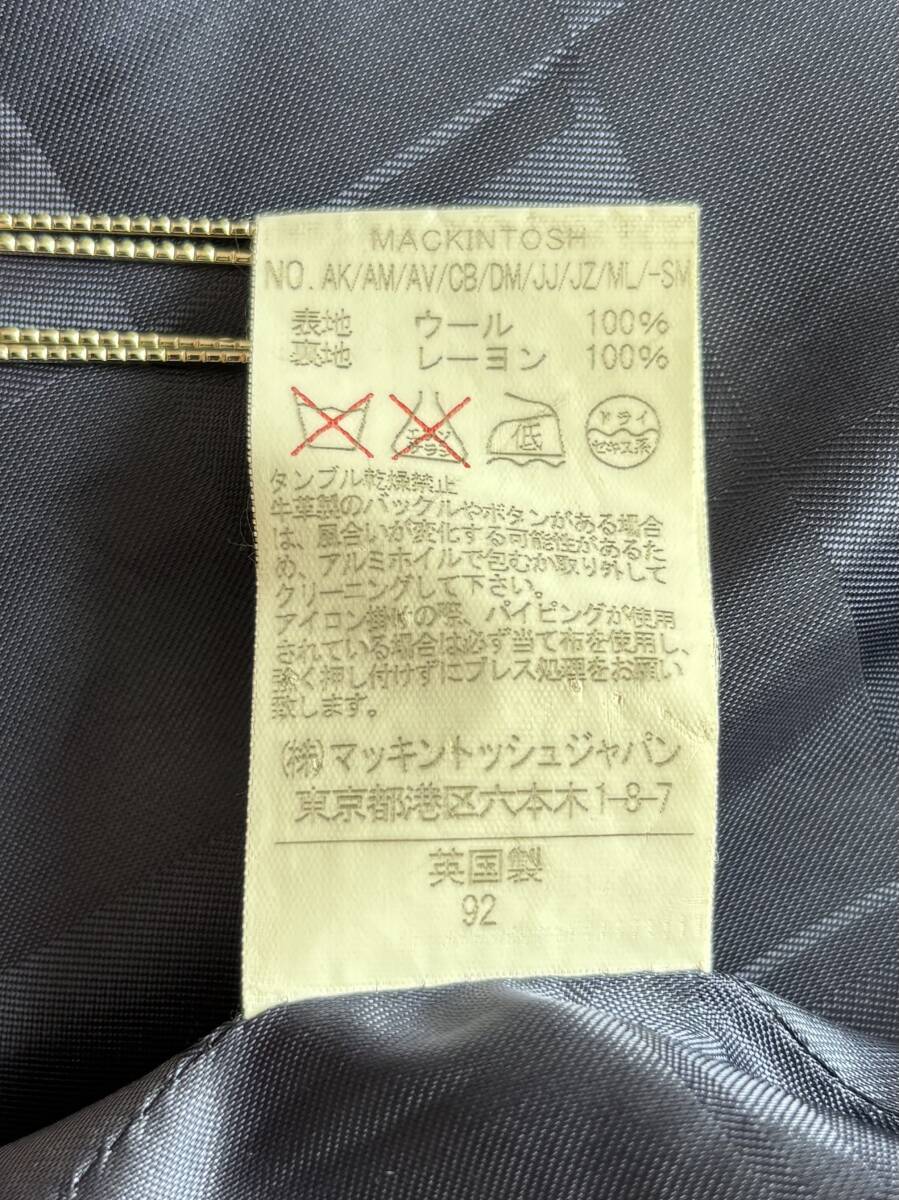 MACKINTOSH
NO. AK/AM/AV/CB/DM/JJ/JZ/ML/-SM
表地 ウール 100%
裏地 レーヨン 100%
エンソサラシ 低 ドライ
セキユ系
タンブル乾燥禁止
牛革製のバックルやボタンがある場合
は、風合いが変化する可能性があるた
め、アルミホイルで包むか取り外して
クリーニングして下さい。
アイロン掛けの際、パイピングが使用
されている場合は必ず当て布を使用し、
強く押し付けずにプレス処理をお願い
致します。
(株)マッキントッシュジャパン
東京都港区六本木1-8-7
英国製
92